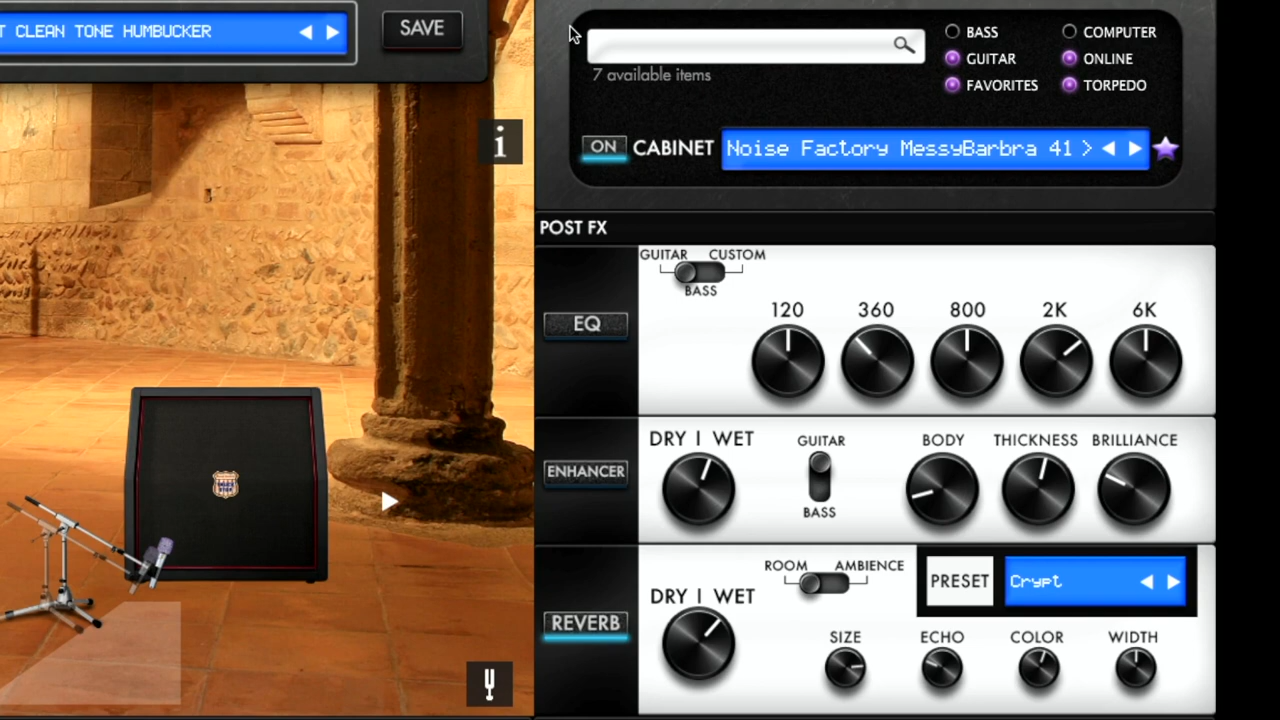 T CLEAN TONE HUMBUCKER
SAVE
7 available items
BASS
COMPUTER
GUITAR
ONLINE
FAVORITES
TORPEDO
ON
CABINET
Noise Factory MessyBarbra 41 >
i
POST FX
GUITAR CUSTOM
BASS
EQ
120 360 800 2K 6K
ENHANCER
DRY | WET
GUITAR
BASS
BODY THICKNESS BRILLIANCE
REVERB
DRY | WET
ROOM AMBIENCE
PRESET
Crypt
SIZE ECHO COLOR WIDTH